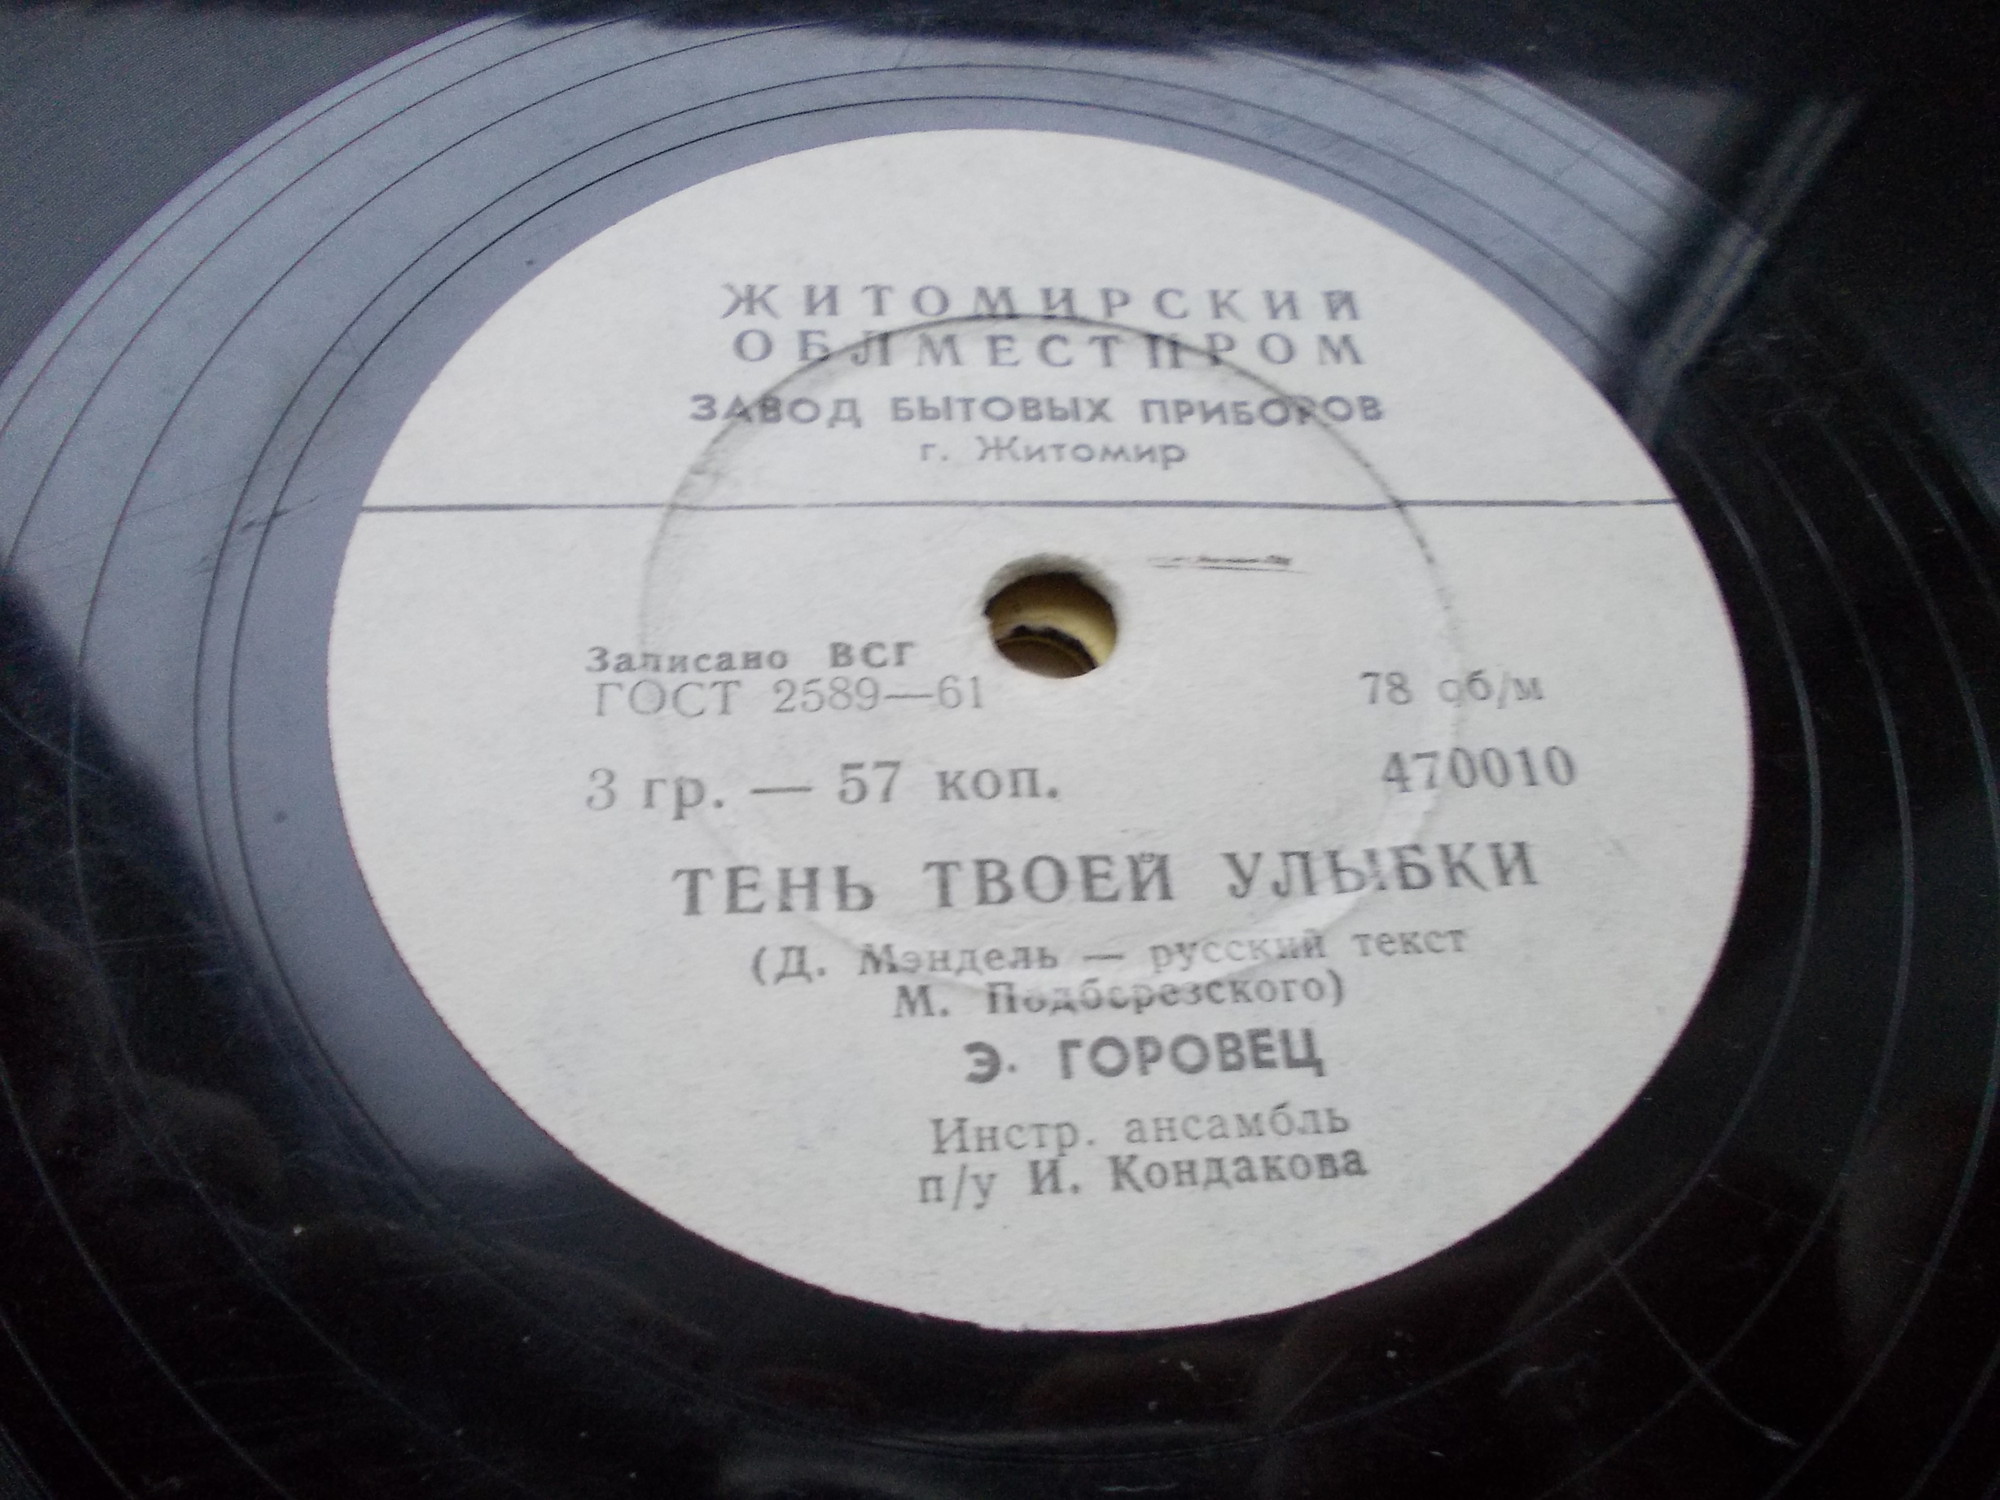 ЖИТОМИРСКИЙ
ОБЛМЕСТПРОМ
ЗАВОД БЫТОВЫХ ПРИБОРОВ
г. Житомир
Записано ВСГ
ГОСТ 2589—61
78 об/м
3 гр. — 57 коп.
470010
ТЕНЬ ТВОЕЙ УЛЫБКИ
(Д. Мэндель — русский текст
М. Подберезского)
Э. ГОРОВЕЦ
Инстр. ансамбль
п/у И. Кондакова